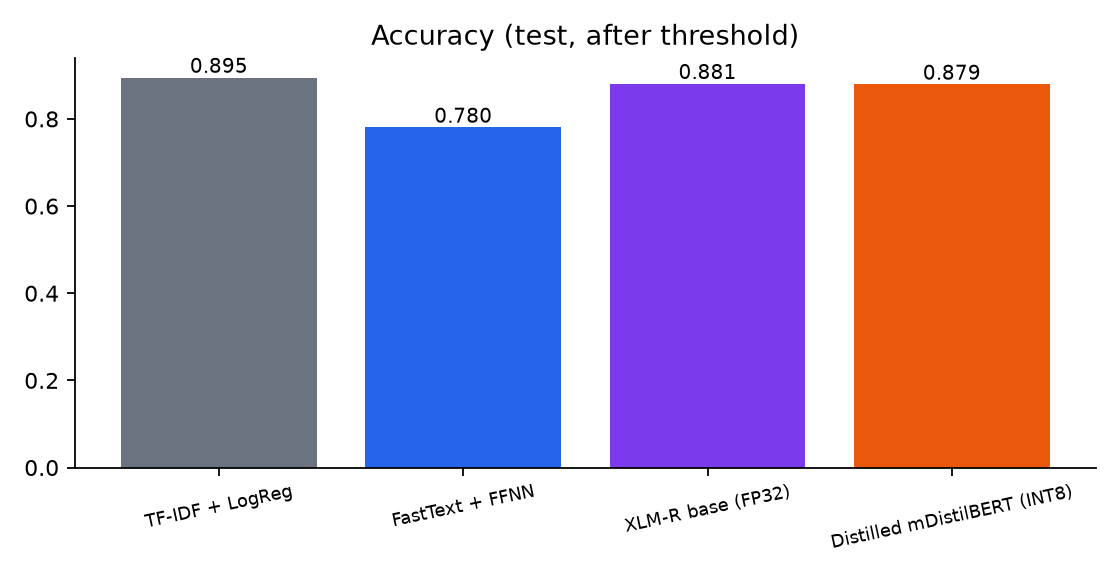 Accuracy (test, after threshold)
0.895
0.780
0.881
0.879
0.8
0.6
0.4
0.2
0.0
TF-IDF + LogReg
FastText + FFNN
XLM-R base (FP32)
Distilled mDistilBERT (INT8)